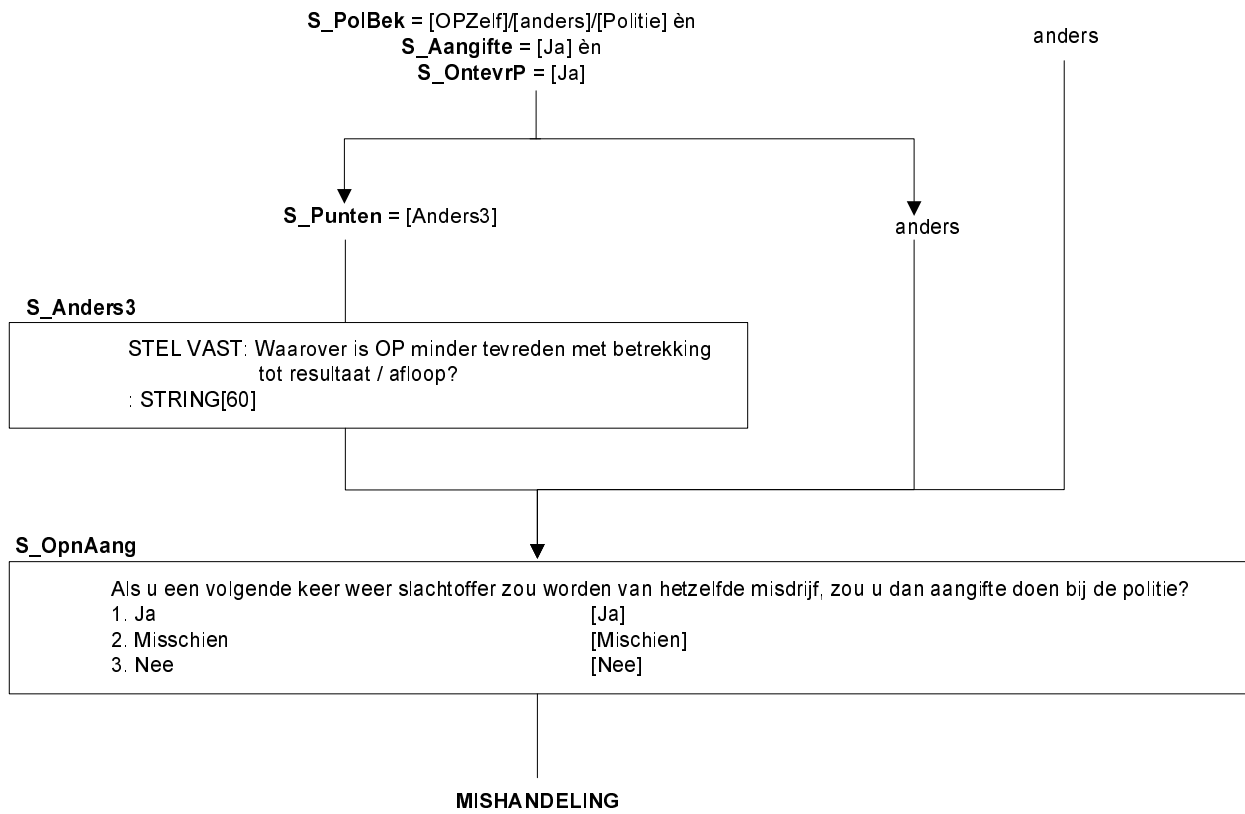 S_PolBek = [OPZelf]/[anders]/[Politie] èn
S_Aangifte = [Ja] èn
S_OntevrP = [Ja]
anders
S_Punten = [Anders3]
anders
S_Anders3
STEL VAST: Waarover is OP minder tevreden met betrekking
tot resultaat / afloop?
: STRING[60]
S_OpnAang
Als u een volgende keer weer slachtoffer zou worden van hetzelfde misdrijf, zou u dan aangifte doen bij de politie?
1. Ja [Ja]
2. Misschien [Mischien]
3. Nee [Nee]
MISHANDELING